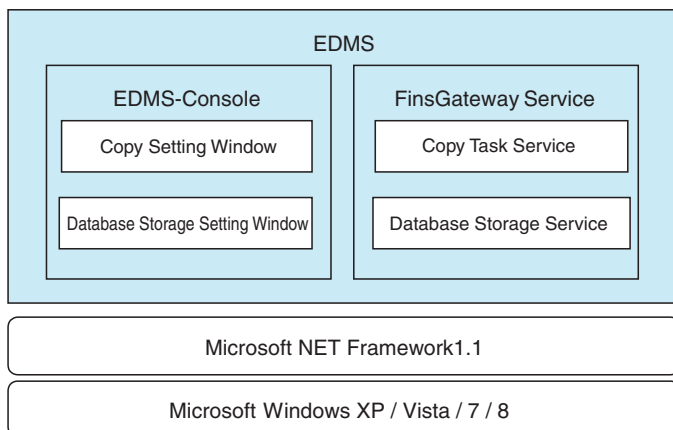 EDMS
EDMS-Console
Copy Setting Window
Database Storage Setting Window
FinsGateway Service
Copy Task Service
Database Storage Service
Microsoft NET Framework1.1
Microsoft Windows XP / Vista / 7 / 8